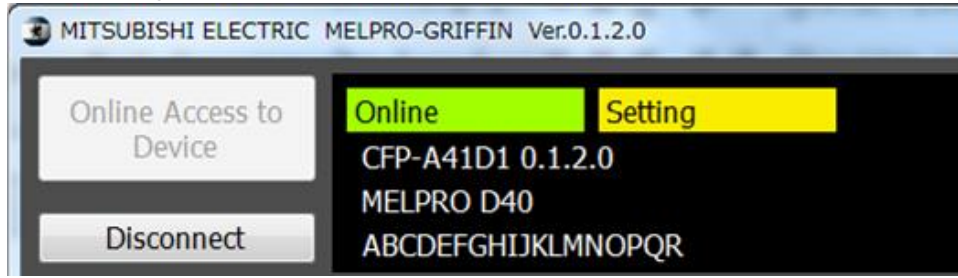 MITSUBISHI ELECTRIC MELPRO-GRIFFIN Ver.0.1.2.0
Online Access to
Device
Online Setting
CFP-A41D1 0.1.2.0
MELPRO D40
Disconnect
ABCDEFGHIJKLMNOPQR